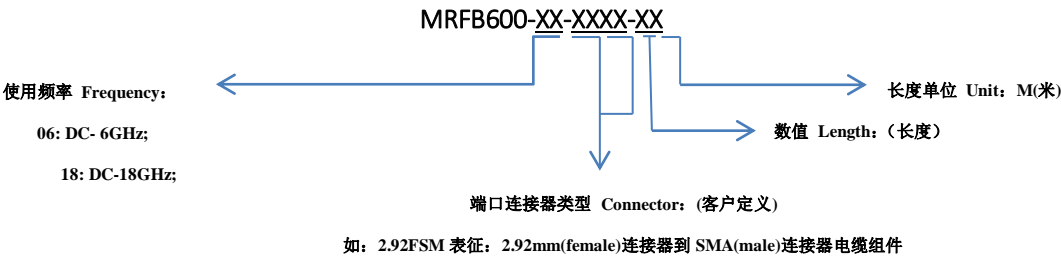 MRFB600-XX-XXXX-XX
使用频率 Frequency：
长度单位 Unit：M(米)
06: DC- 6GHz;
数值 Length：（长度）
18: DC-18GHz;
端口连接器类型 Connector：(客户定义)
如：2.92FSM 表征：2.92mm(female)连接器到 SMA(male)连接器电缆组件